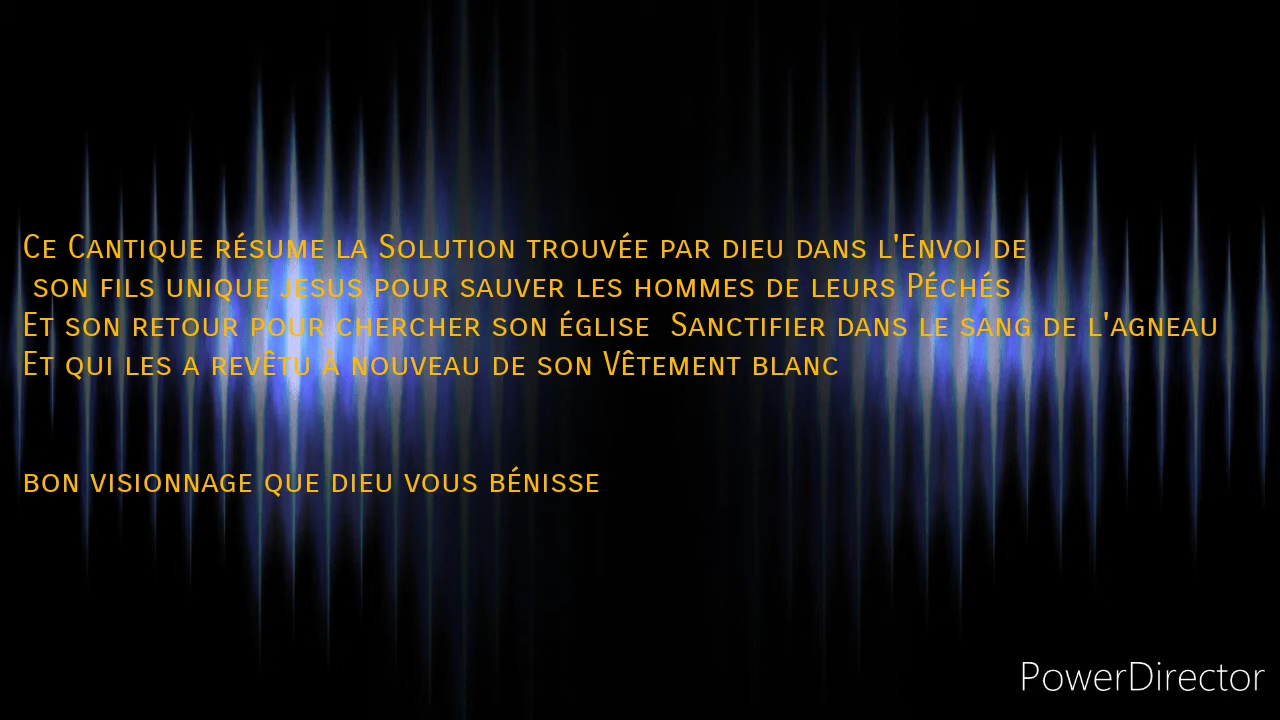 Ce Cantique résume la Solution trouvée par dieu dans l'Envoi de
son fils unique jesus pour sauver les hommes de leurs Péchés
Et son retour pour chercher son église Sanctifier dans le sang de l'agneau
Et qui les a revêtu à nouveau de son Vêtement blanc
bon visionnage que dieu vous bénisse
PowerDirector